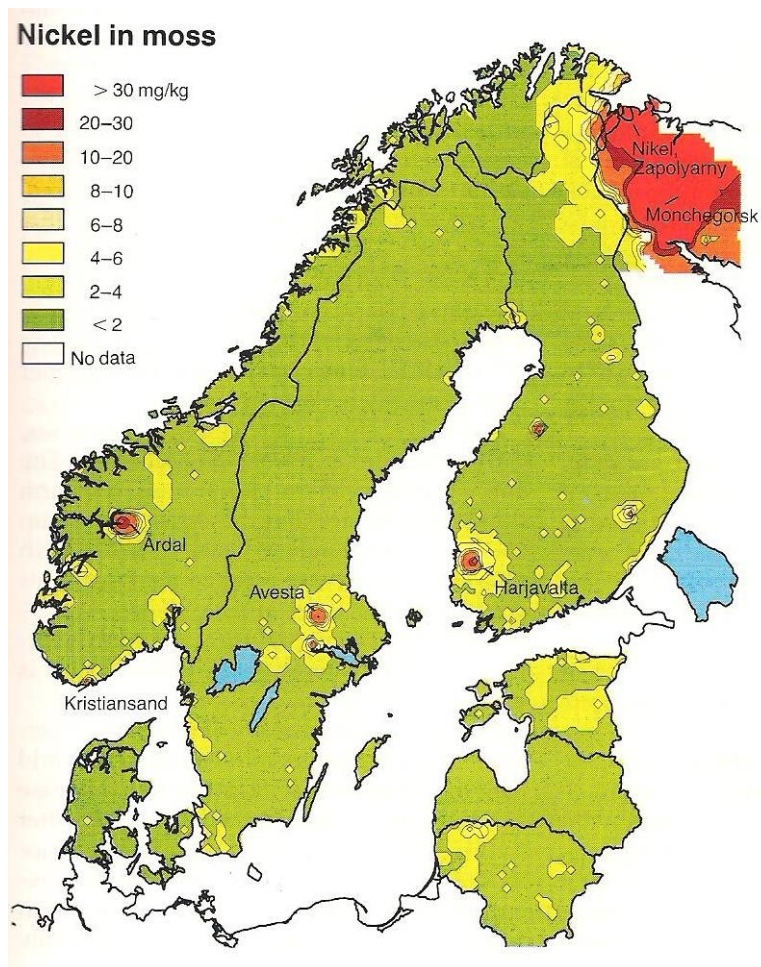 Nickel in moss
> 30 mg/kg
20–30
10–20
8–10
6–8
4–6
2–4
< 2
No data
Nikel,
Zapolyarny
Monchegorsk
Årdal
Avesta
Harjavalta
Kristiansand